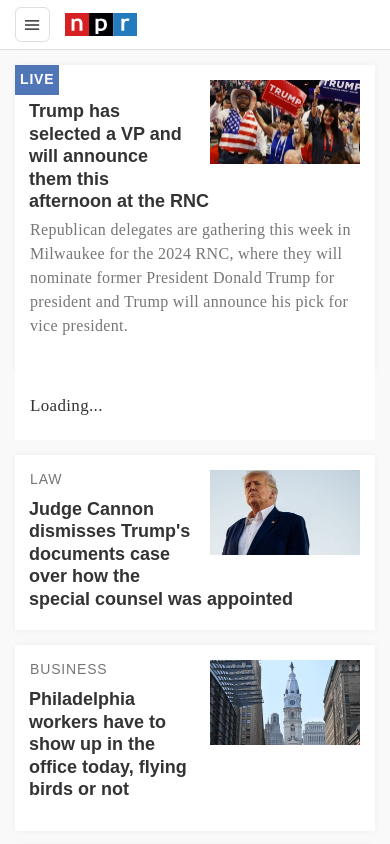 npr
LIVE
Trump has
selected a VP and
will announce
them this
afternoon at the RNC
TRUMP
TRUMP
Republican delegates are gathering this week in
Milwaukee for the 2024 RNC, where they will
nominate former President Donald Trump for
president and Trump will announce his pick for
vice president.
Loading...
LAW
Judge Cannon
dismisses Trump's
documents case
over how the
special counsel was appointed
BUSINESS
Philadelphia
workers have to
show up in the
office today, flying
birds or not